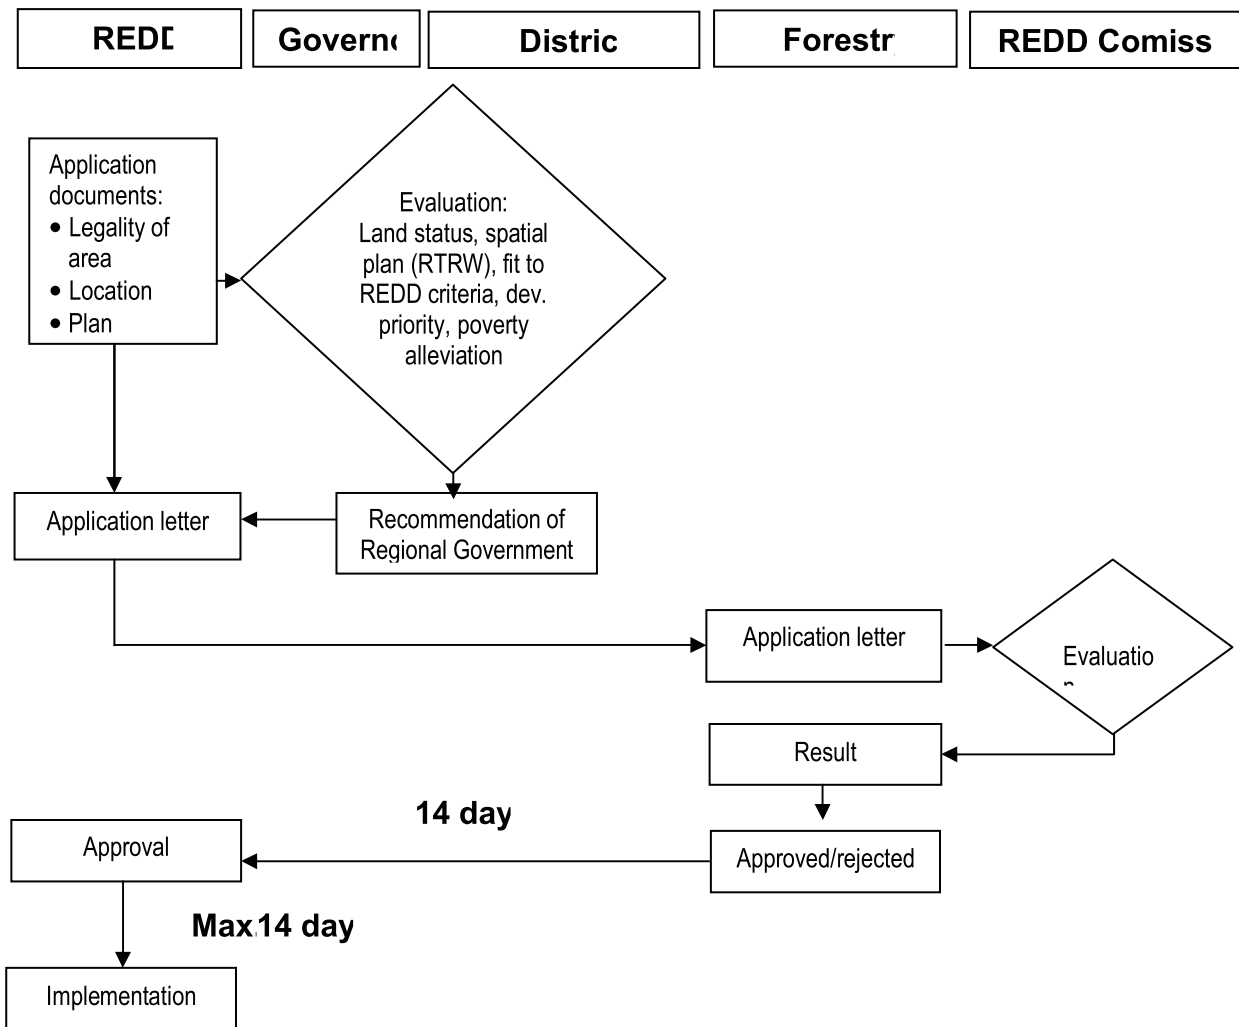 REDD
Governo
Distric
Forestr
REDD Comiss
Application
documents:
• Legality of
area
• Location
• Plan
Evaluation:
Land status, spatial
plan (RTRW), fit to
REDD criteria, dev.
priority, poverty
alleviation
Application letter
Recommendation of
Regional Government
Application letter
Evaluatio
n
Result
14 day
Approval
Approved/rejected
Max.14 day
Implementation